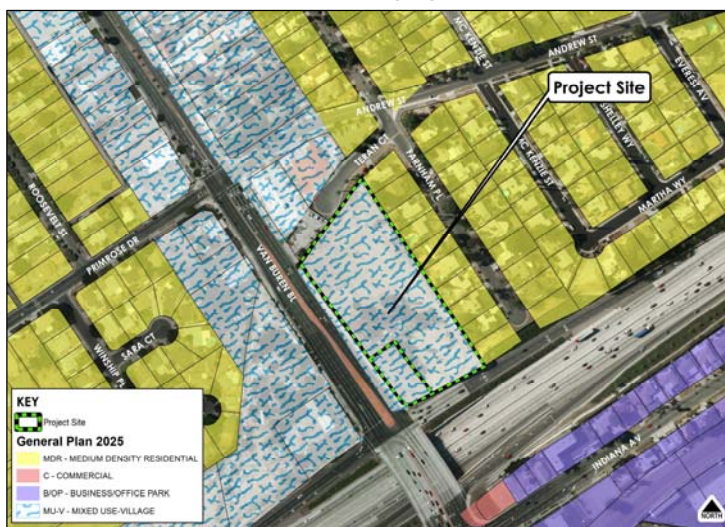 MC KENZIE ST
ANDREW ST
EVEREST AV
Project Site
ANDREW ST
SHELLEY WY
TERAN CT
FARNHAM PL
MC KENZIE ST
MARTHA WY
ROOSEVELT ST
PRIMROSE DR
VAN BUREN BL
SARA CT
WINSHIP PL
INDIANA AV
KEY
Project Site
General Plan 2025
MDR - MEDIUM DENSITY RESIDENTIAL
C - COMMERCIAL
B/OP - BUSINESS/OFFICE PARK
MU-V - MIXED USE-VILLAGE
NORTH